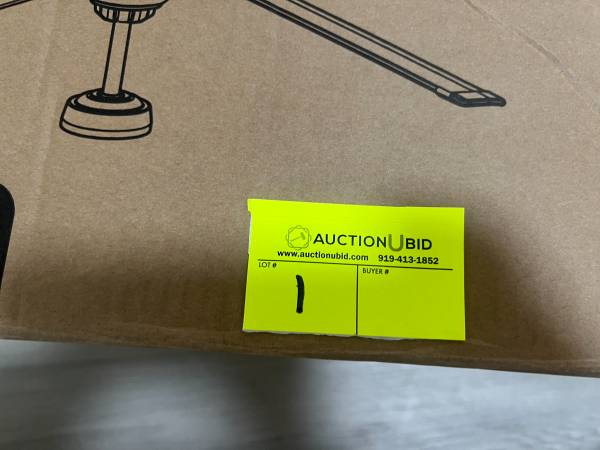 AUCTIONUBID
www.auctionubid.com 919-413-1852
LOT # BUYER #
1